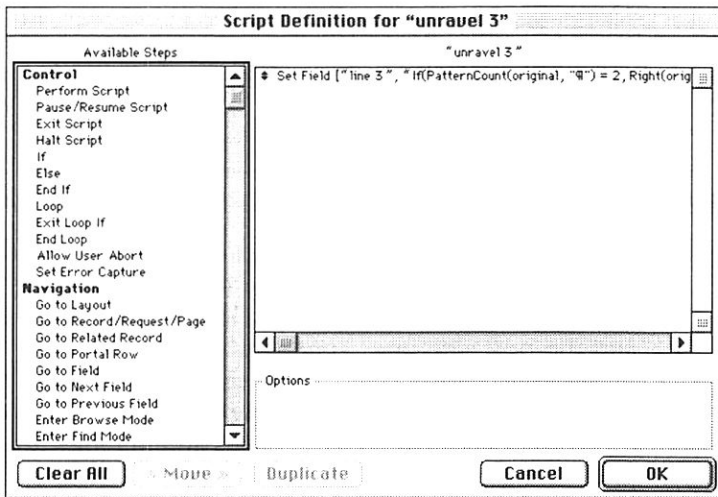 Script Definition for “unravel 3”
Available Steps
"unravel 3"
Control
Perform Script
Pause/Resume Script
Exit Script
Halt Script
If
Else
End If
Loop
Exit Loop If
End Loop
Allow User Abort
Set Error Capture
Navigation
Go to Layout
Go to Record/Request/Page
Go to Related Record
Go to Portal Row
Go to Field
Go to Next Field
Go to Previous Field
Enter Browse Mode
Enter Find Mode
Set Field ["line 3", "If(PatternCount(original, "¶") = 2, Right(orig
Options
Clear All
« Move »
Duplicate
Cancel
OK